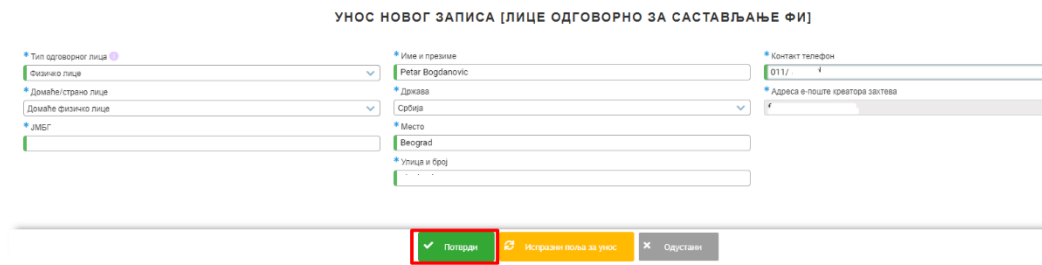 УНОС НОВОГ ЗАПИСА [ЛИЦЕ ОДГОВОРНО ЗА САСТАВЉАЊЕ ФИ]
* Тип одговорног лица
Физичко лице
* Домаће/страно лице
Домаће физичко лице
* ЈМБГ
* Име и презиме
Petar Bogdanovic
* Држава
Србија
* Место
Beograd
* Улица и број
* Контакт телефон
011/
* Адреса е-поште креатора захтева
Потврди
Испразни поља за унос
Одустани